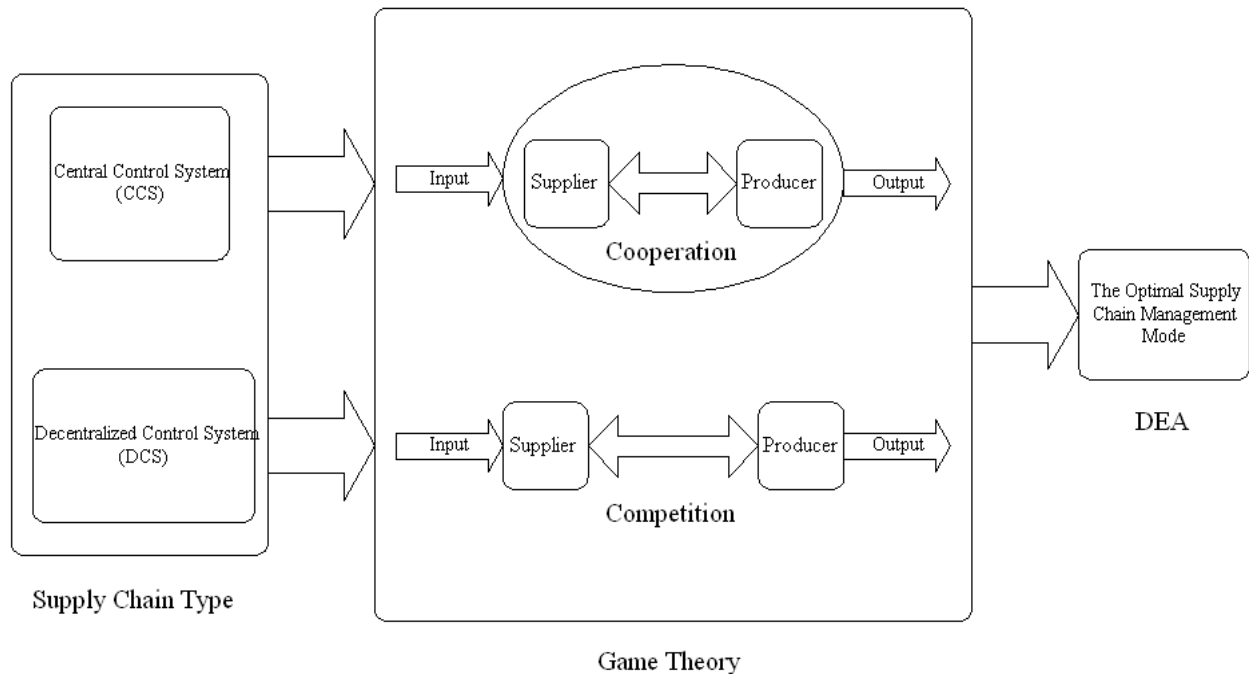 Central Control System
(CCS)
Decentralized Control System
(DCS)
Supply Chain Type
Input
Supplier
Producer
Output
Cooperation
Input
Supplier
Producer
Output
Competition
Game Theory
The Optimal Supply
Chain Management
Mode
DEA